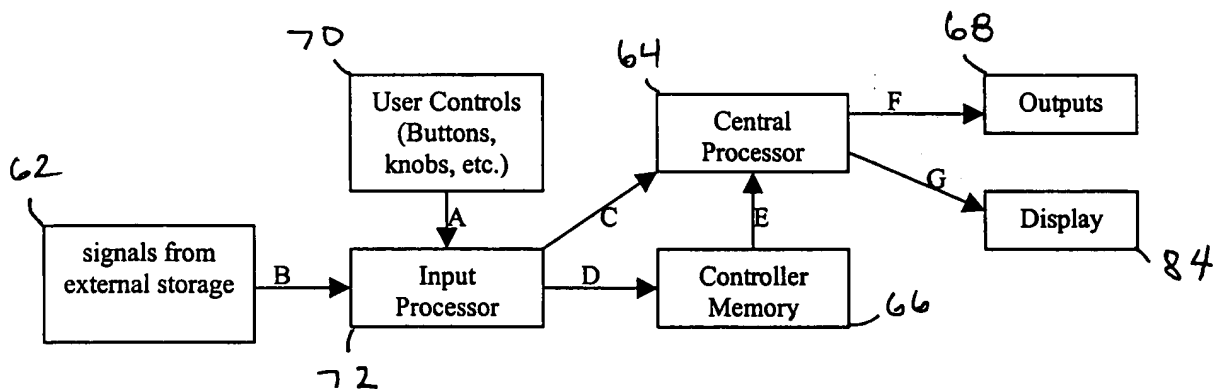 70
User Controls
(Buttons,
knobs, etc.)
62
signals from
external storage
A
B
Input
Processor
72
C
D
64
Central
Processor
E
Controller
Memory
66
F
68
Outputs
G
Display
84